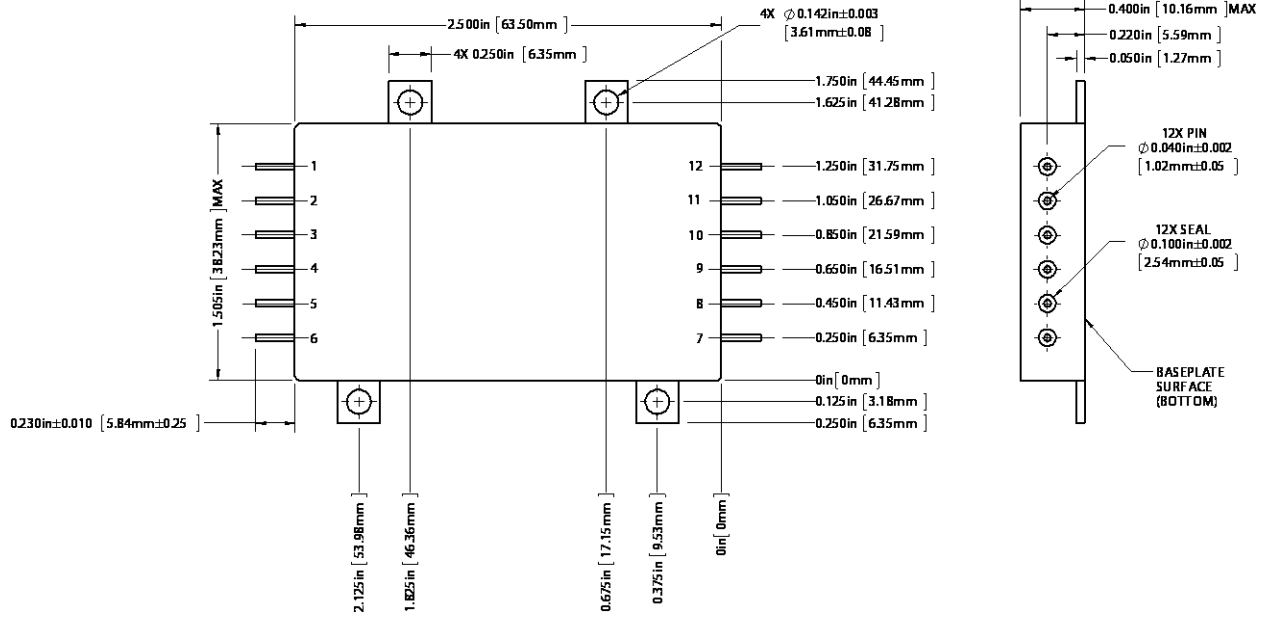 2.500in [63.50mm ]
4X Ø 0.142in±0.003
[3.61mm±0.08 ]
0.400in [10.16mm ]MAX
0.220in [5.59mm ]
0.050in [1.27mm ]
4X 0.250in [6.35mm ]
1.750in [44.45mm ]
1.625in [41.28mm ]
1.505in [38.23mm ] MAX
1
2
3
4
5
6
12
11
10
9
8
7
1.250in [31.75mm ]
1.050in [26.67mm ]
0.850in [21.59mm ]
0.650in [16.51mm ]
0.450in [11.43mm ]
0.250in [6.35mm ]
0in[0mm]
0.125in [3.18mm ]
0.250in [6.35mm ]
12X PIN
Ø 0.040in±0.002
[1.02mm±0.05 ]
12X SEAL
Ø 0.100in±0.002
[2.54mm±0.05 ]
BASEPLATE
SURFACE
(BOTTOM)
0.230in±0.010 [5.84mm±0.25 ]
2.125in [53.98mm ]
1.825in [46.36mm ]
0.675in [17.15mm ]
0.375in [9.53mm ]
0in[0mm ]